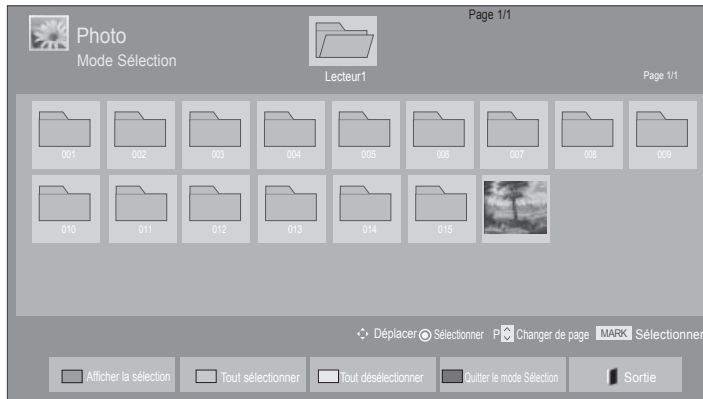 Page 1/1
Photo
Mode Sélection
Lecteur1
Page 1/1
001 002 003 004 005 006 007 008 009
010 011 012 013 014 015
Déplacer Sélectionner P Changer de page MARK Sélectionner
Afficher la sélection Tout sélectionner Tout désélectionner Quitter le mode Sélection Sortie